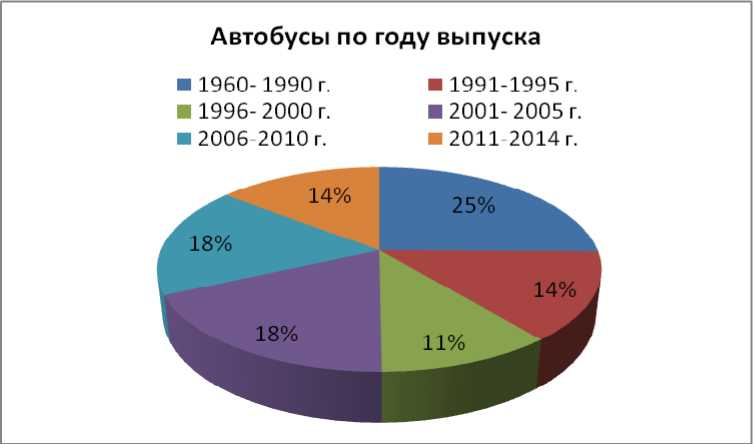 Автобусы по году выпуска
1960- 1990 г.
1991-1995 г.
1996- 2000 г.
2001- 2005 г.
2006-2010 г.
2011-2014 г.
14%
25%
18%
14%
18%
11%